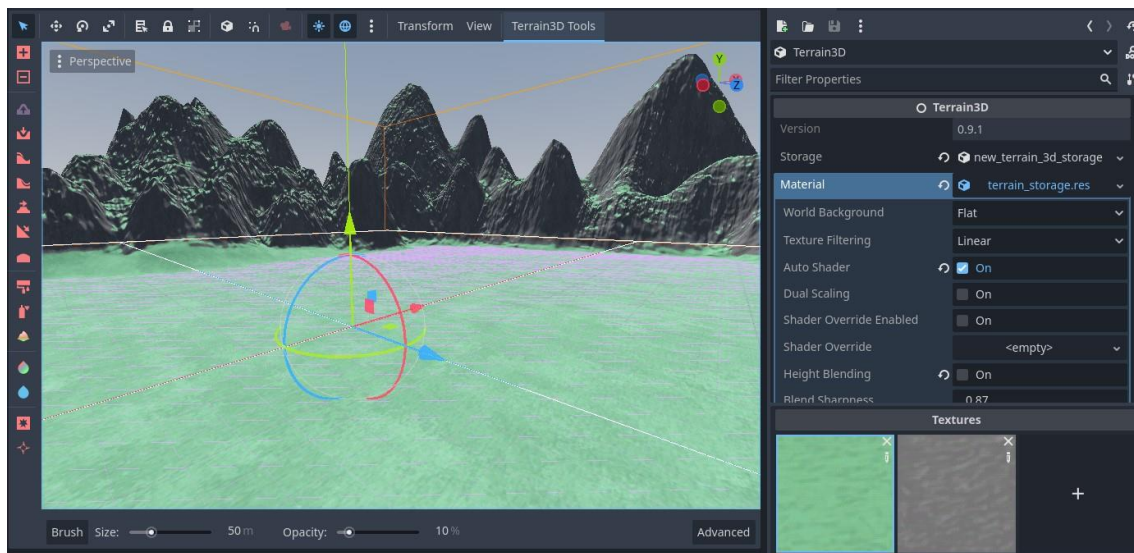 Transform View Terrain3D Tools
Perspective
Y
Z
Brush Size: 50 m Opacity: 10 % Advanced
Terrain3D
Filter Properties
Terrain3D
Version 0.9.1
Storage new_terrain_3d_storage
Material terrain_storage.res
World Background Flat
Texture Filtering Linear
Auto Shader On
Dual Scaling On
Shader Override Enabled On
Shader Override <empty>
Height Blending On
Blend Sharpness 0.87
Textures